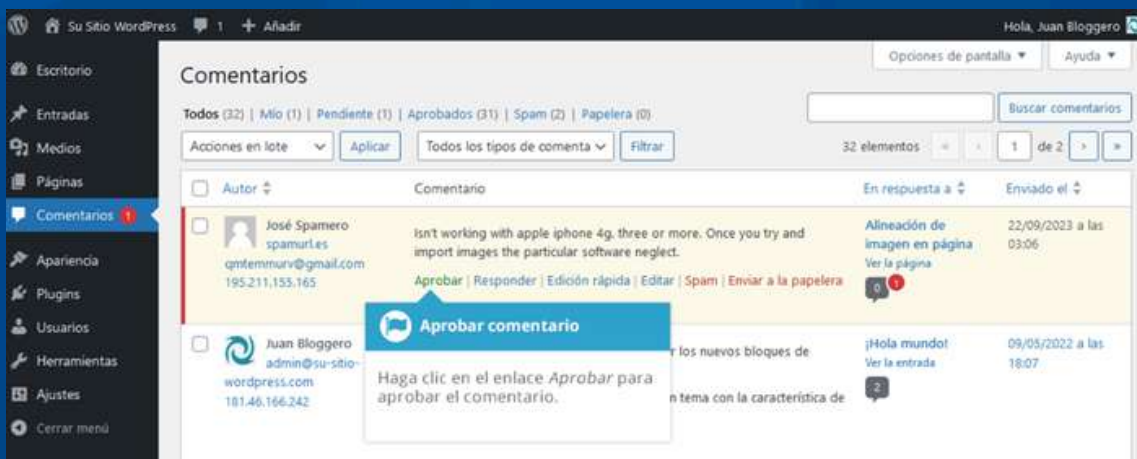 Su Sitio WordPress 1 + Añadir Hola, Juan Bloggero
Escritorio
Entradas
Medios
Páginas
Comentarios 1
Apariencia
Plugins
Usuarios
Herramientas
Ajustes
Cerrar menú
Opciones de pantalla Ayuda
Comentarios
Todos (32) | Mío (1) | Pendiente (1) | Aprobados (31) | Spam (2) | Papelera (0)
Buscar comentarios
Acciones en lote Aplicar Todos los tipos de comenta Filtrar 32 elementos « ‹ 1 de 2 › »
Autor Comentario En respuesta a Enviado el
José Spamero
spamurl.es
qmtemmurv@gmail.com
195.211.155.165
Isn't working with apple iphone 4g, three or more. Once you try and
import images the particular software neglect.
Aprobar | Responder | Edición rápida | Editar | Spam | Enviar a la papelera
Alineación de
imagen en página
Ver la página
0 1
22/09/2023 a las
03:06
Aprobar comentario
Haga clic en el enlace Aprobar para
aprobar el comentario.
Juan Bloggero
admin@su-sitio-
wordpress.com
181.46.166.242
r los nuevos bloques de
n tema con la característica de
¡Hola mundo!
Ver la entrada
2
09/05/2022 a las
18:07